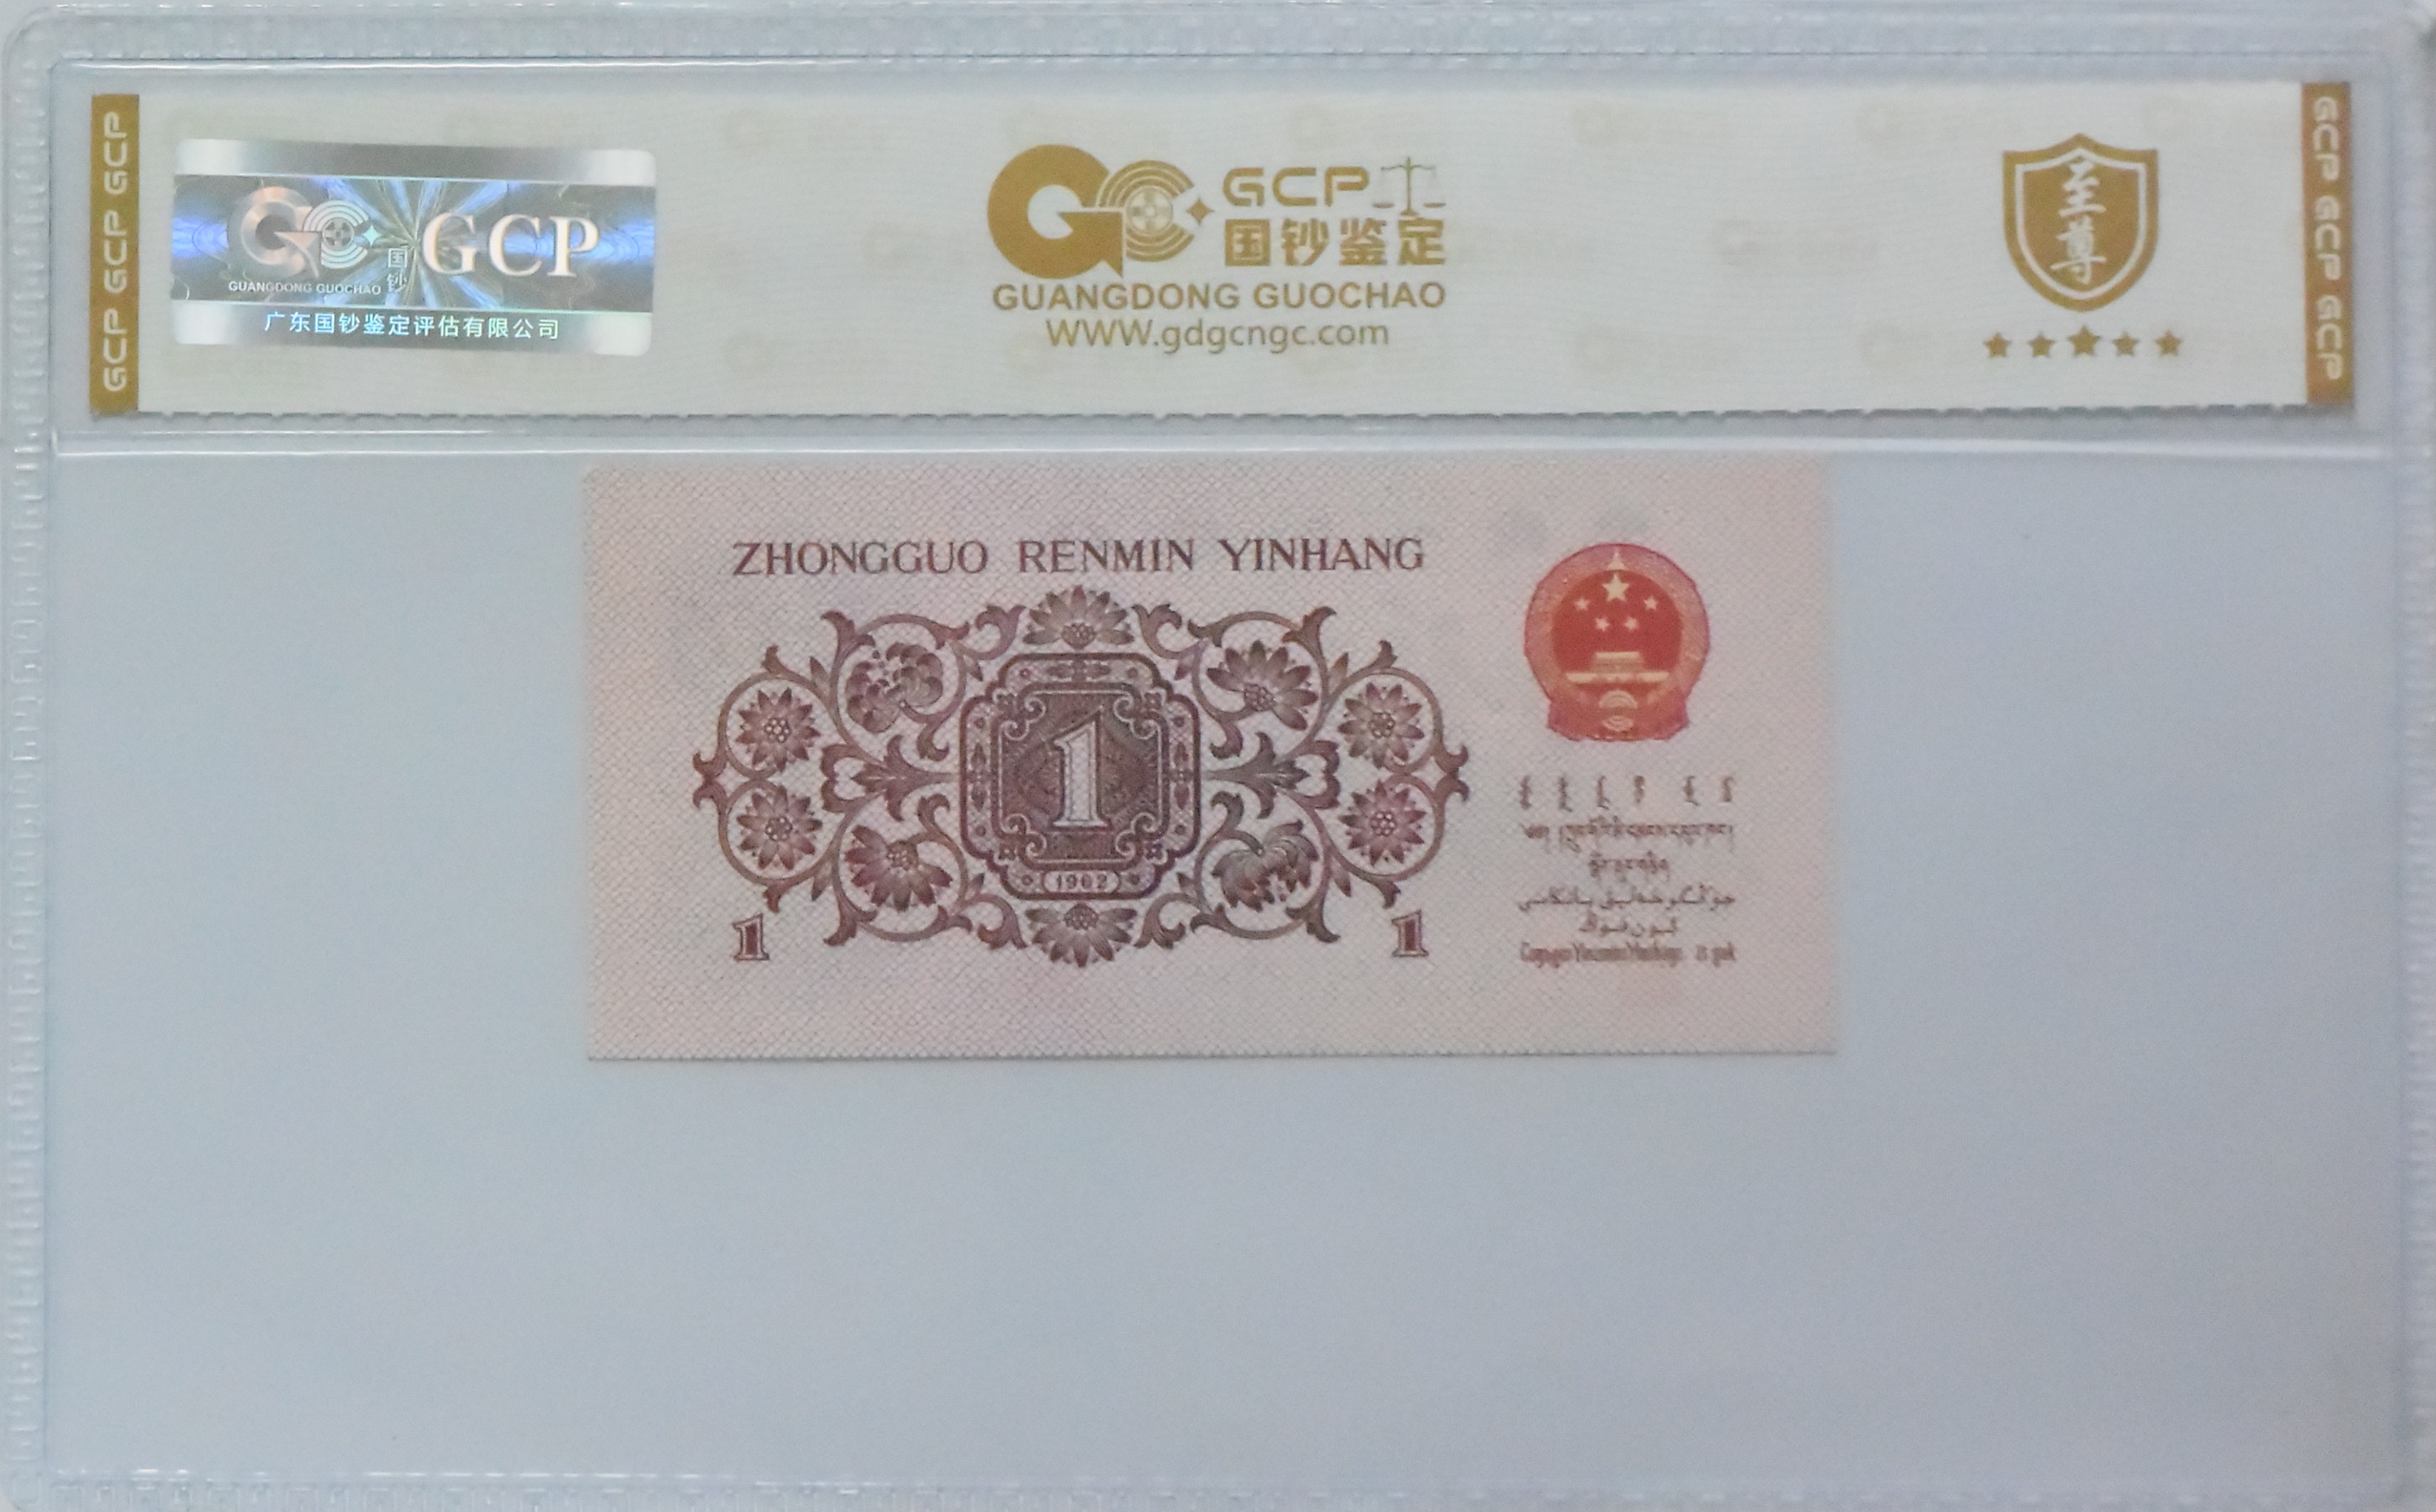 GCP GCP GCP
GC
国钞
GCP
GUANGDONG GUOCHAO
广东国钞鉴定评估有限公司
GC
GCP
国钞鉴定
GUANGDONG GUOCHAO
WWW.gdgcngc.com
至尊
GCP GCP GCP
ZHONGGUO RENMIN YINHANG
1
1962
1
1